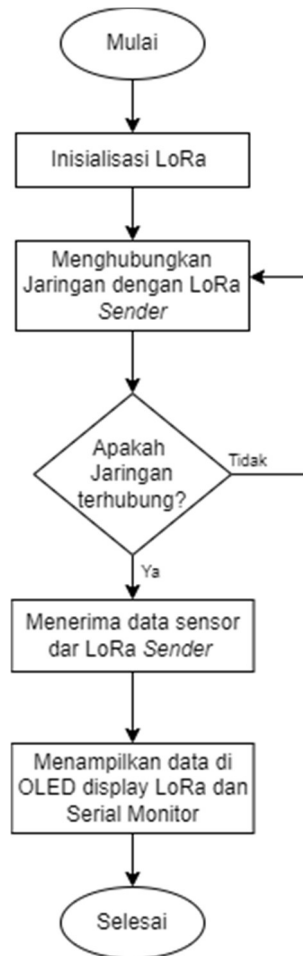 Mulai
Inisialisasi LoRa
Menghubungkan
Jaringan dengan LoRa
Sender
Apakah
Jaringan
terhubung?
Tidak
Ya
Menerima data sensor
dar LoRa Sender
Menampilkan data di
OLED display LoRa dan
Serial Monitor
Selesai